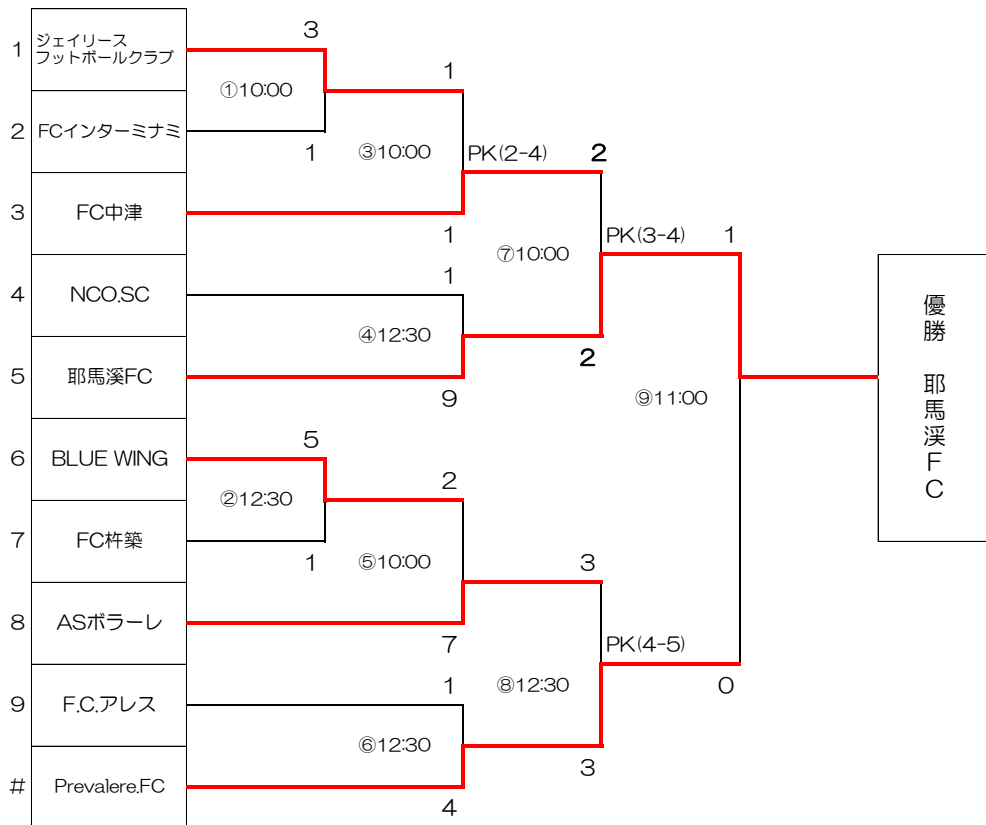 3
1
ジェイリース
フットボールクラブ
1
①10:00
2
FCインターミナミ
1
③10:00
PK(2-4)
2
3
FC中津
1
⑦10:00
PK(3-4)
1
4
NCO.SC
1
④12:30
2
5
耶馬溪FC
9
⑨11:00
優勝 耶馬渓FC
6
BLUE WING
5
2
②12:30
7
FC杵築
1
⑤10:00
3
8
ASボラーレ
7
PK(4-5)
0
9
F.C.アレス
1
⑧12:30
⑥12:30
3
#
Prevalere.FC
4